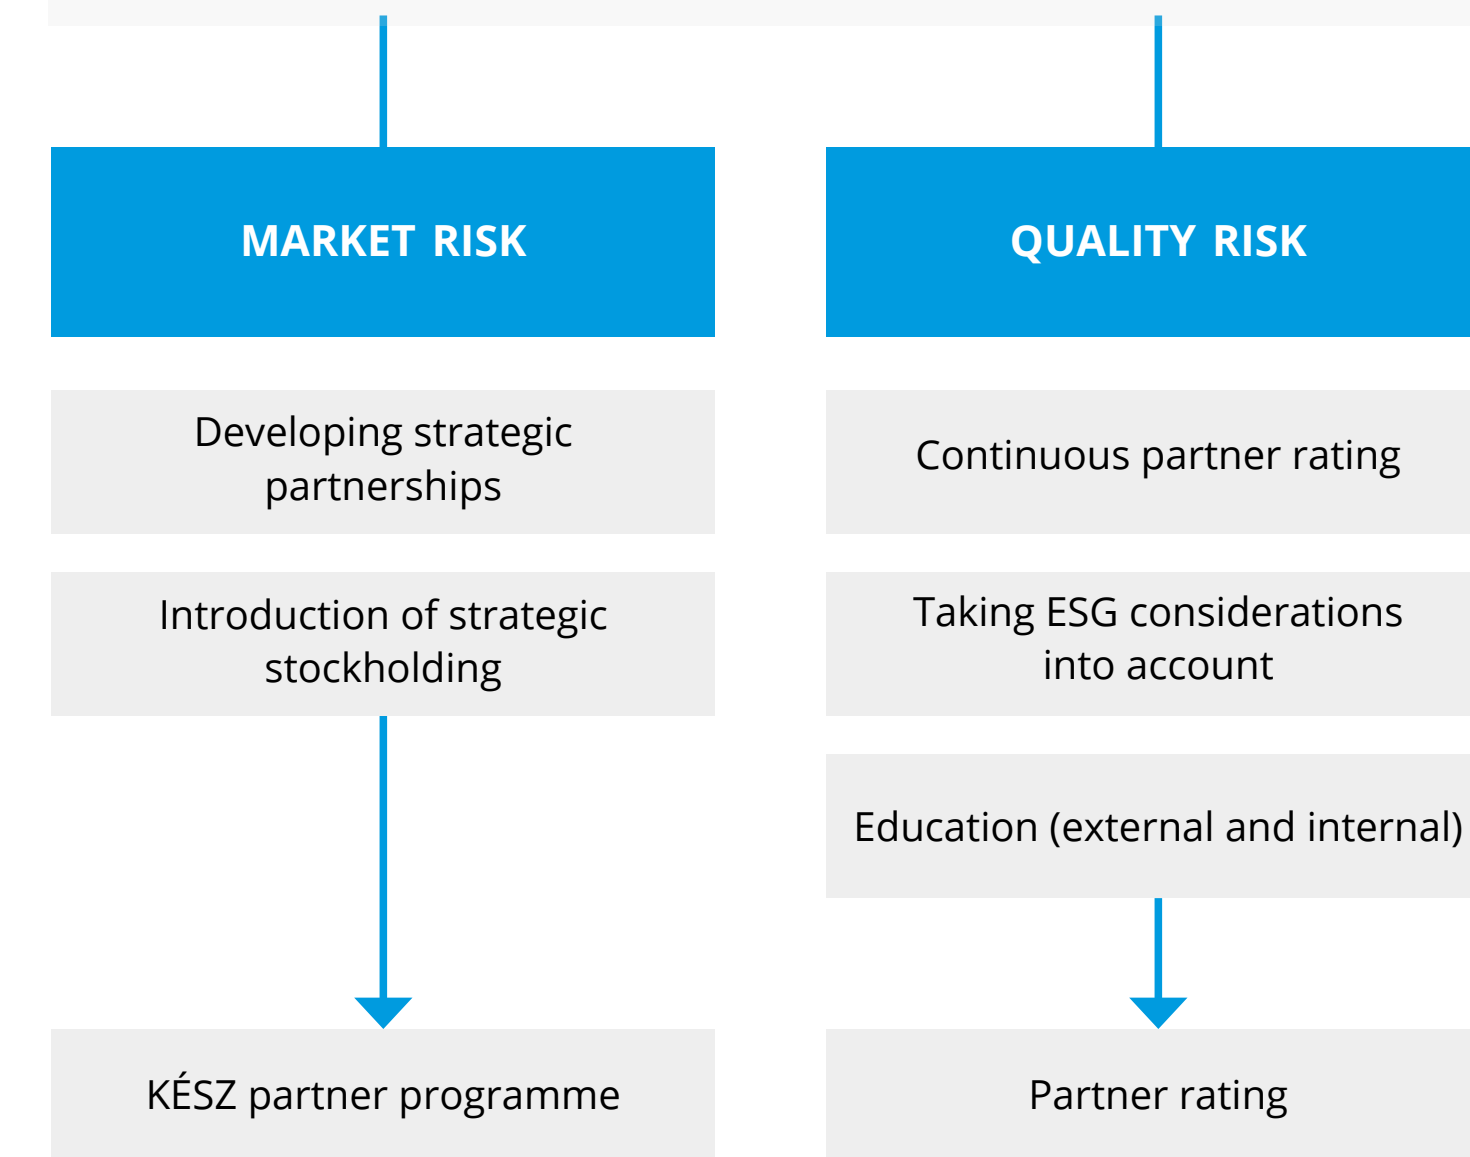 MARKET RISK
Developing strategic
partnerships
Introduction of strategic
stockholding
KÉSZ partner programme
QUALITY RISK
Continuous partner rating
Taking ESG considerations
into account
Education (external and internal)
Partner rating